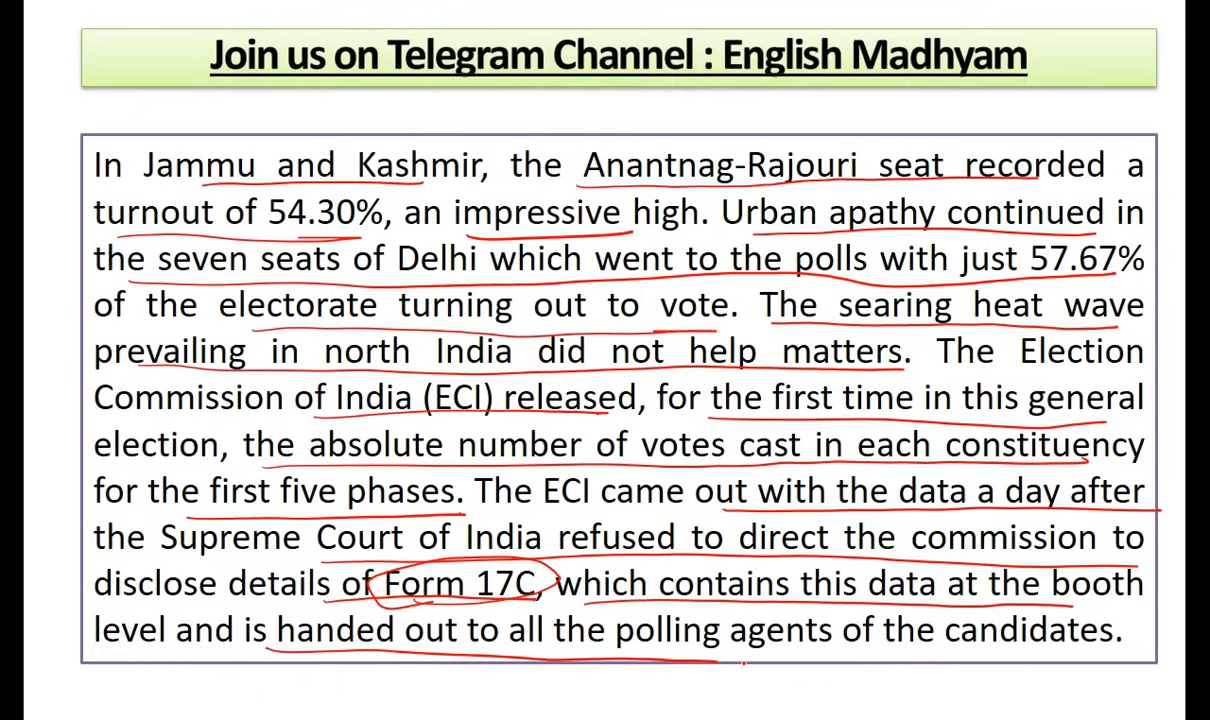 Join us on Telegram Channel : English Madhyam
In Jammu and Kashmir, the Anantnag-Rajouri seat recorded a
turnout of 54.30%, an impressive high. Urban apathy continued in
the seven seats of Delhi which went to the polls with just 57.67%
of the electorate turning out to vote. The searing heat wave
prevailing in north India did not help matters. The Election
Commission of India (ECI) released, for the first time in this general
election, the absolute number of votes cast in each constituency
for the first five phases. The ECI came out with the data a day after
the Supreme Court of India refused to direct the commission to
disclose details of Form 17C, which contains this data at the booth
level and is handed out to all the polling agents of the candidates.